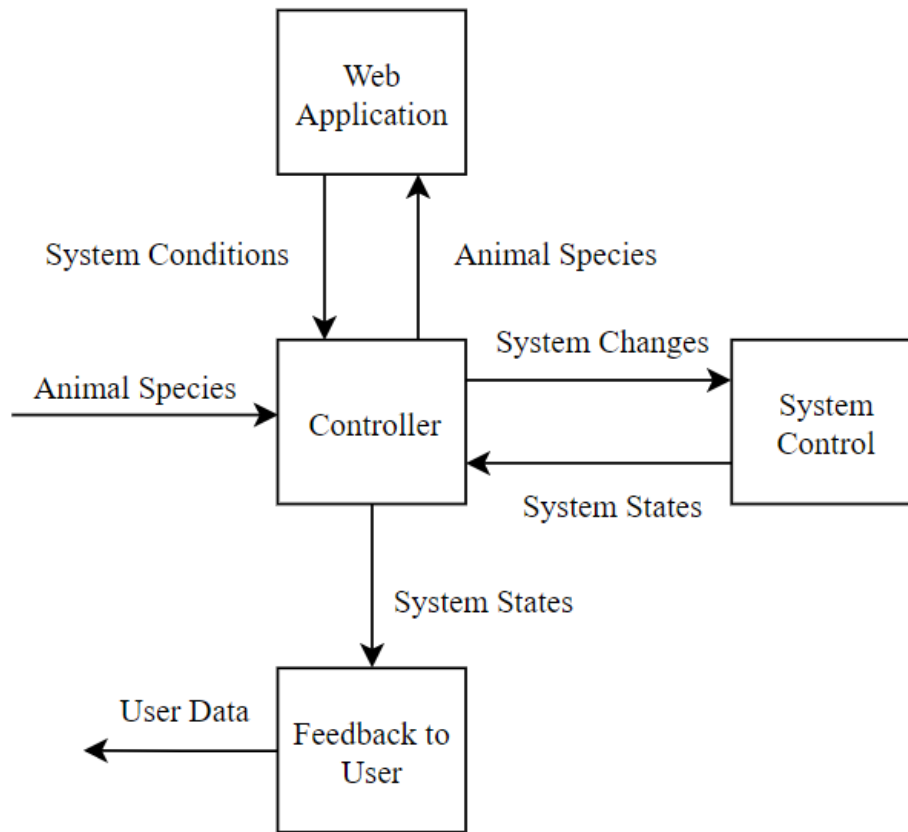 Web
Application
System Conditions
Animal Species
System Changes
Animal Species
Controller
System
Control
System States
System States
User Data
Feedback to
User